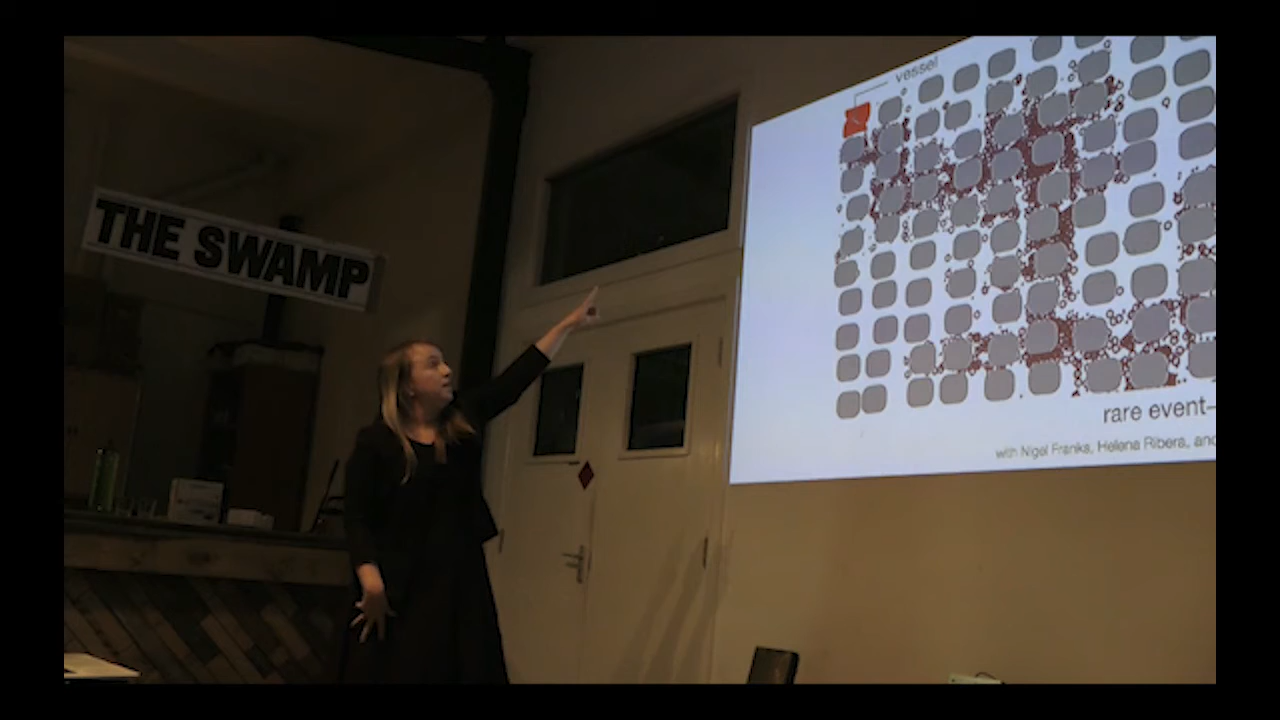 vessel
THE SWAMP
rare event–
with Nigel Franks, Helena Ribera, and